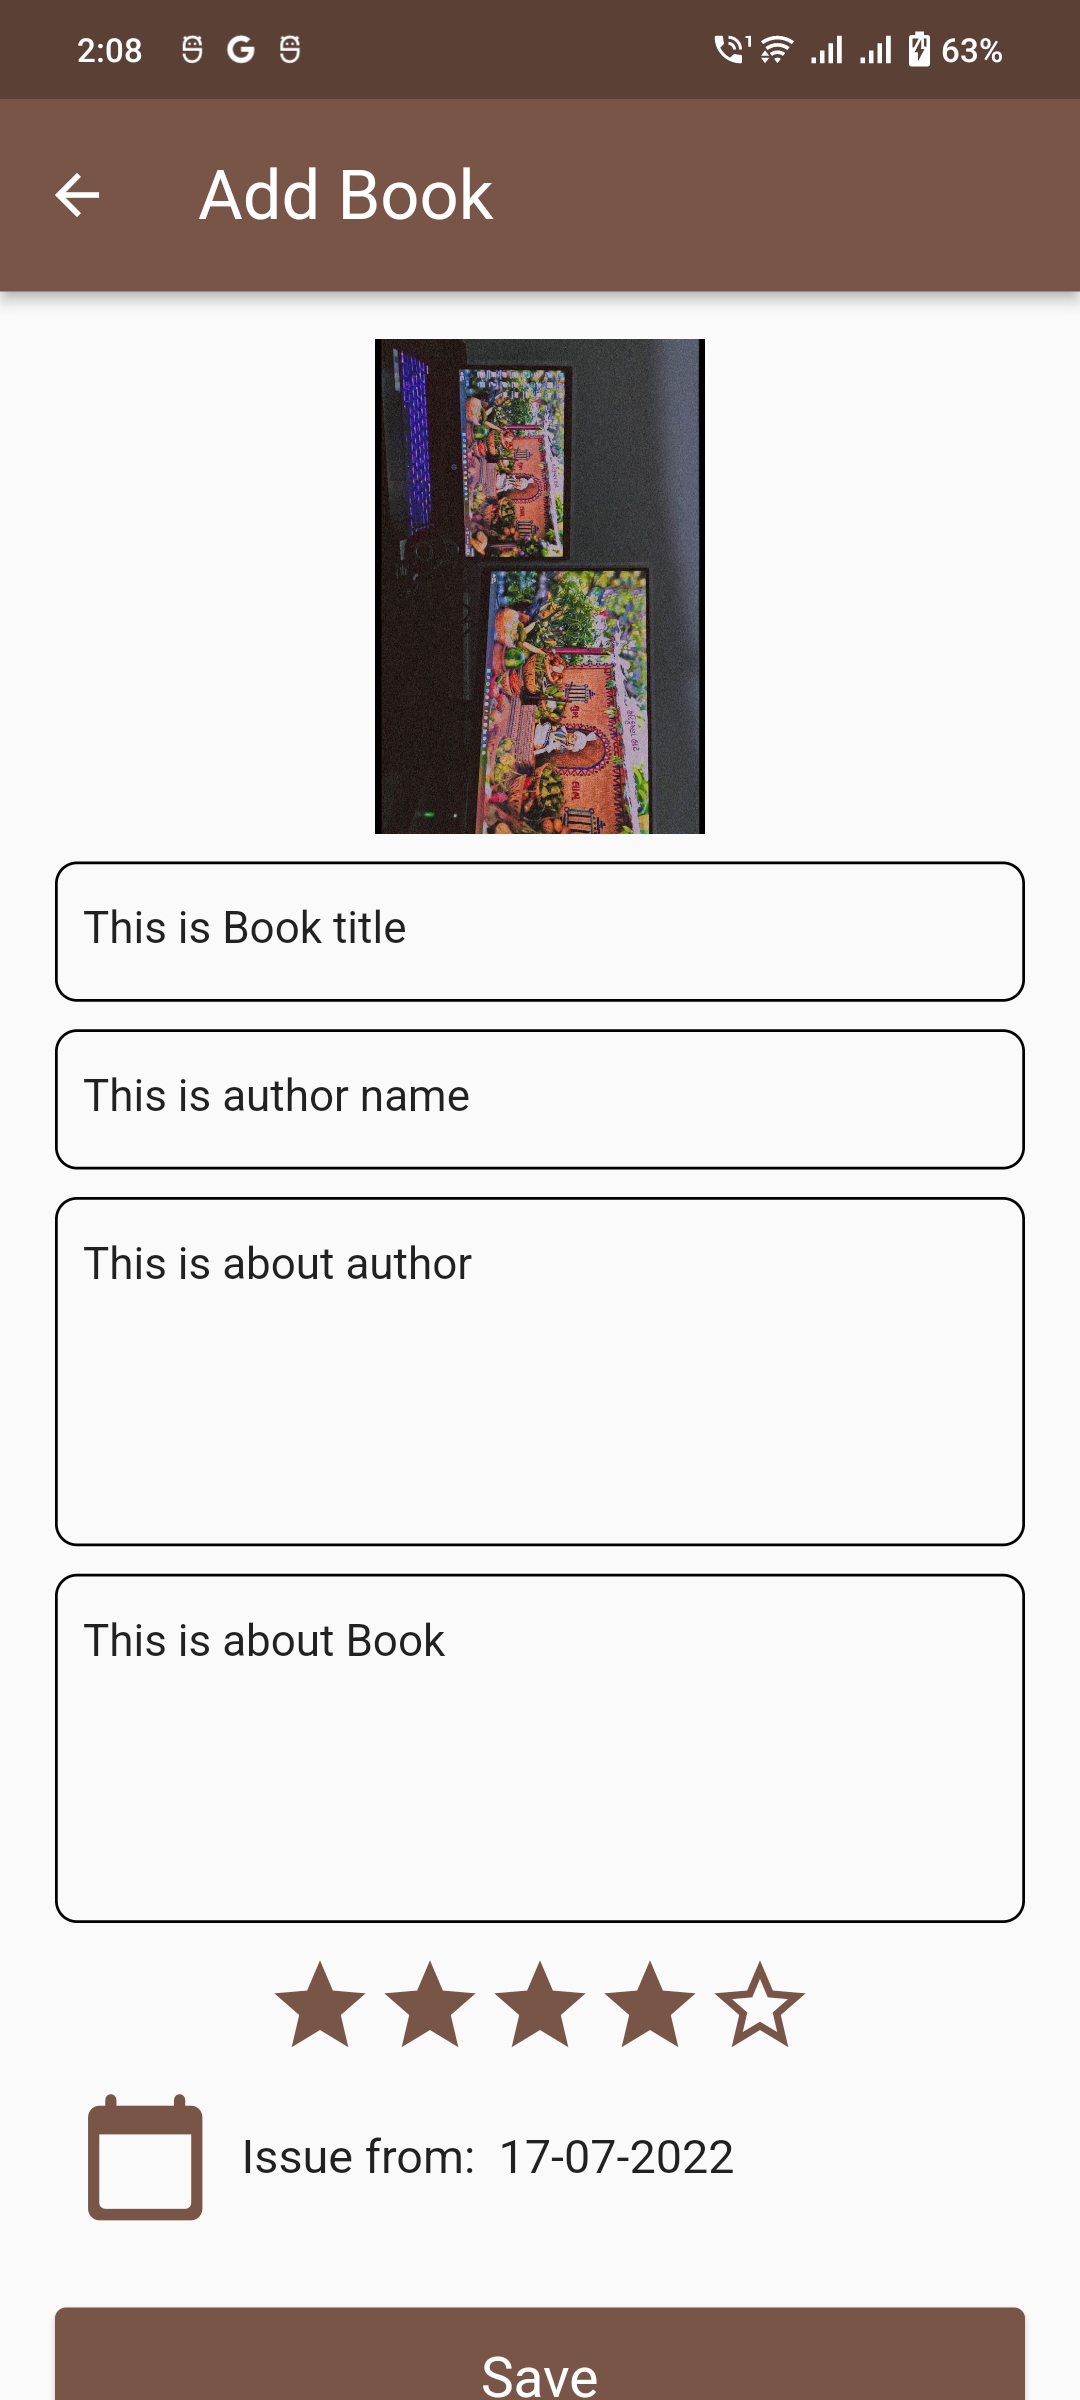 2:08
63%
Add Book
This is Book title
This is author name
This is about author
This is about Book
Issue from: 17-07-2022
Save